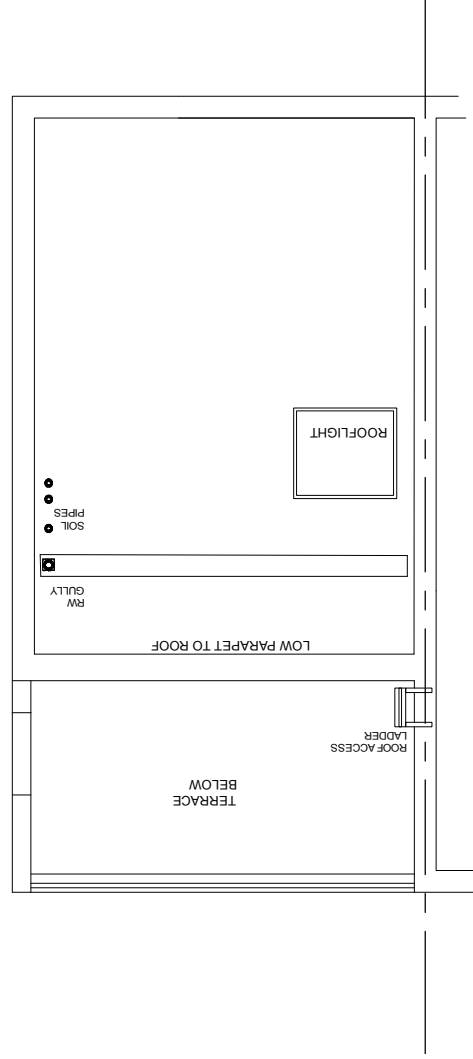 TERRACE
BELOW
ROOF ACCESS
LADDER
LOW PARAPET TO ROOF
RW
GULLY
SOIL
PIPES
ROOFLIGHT